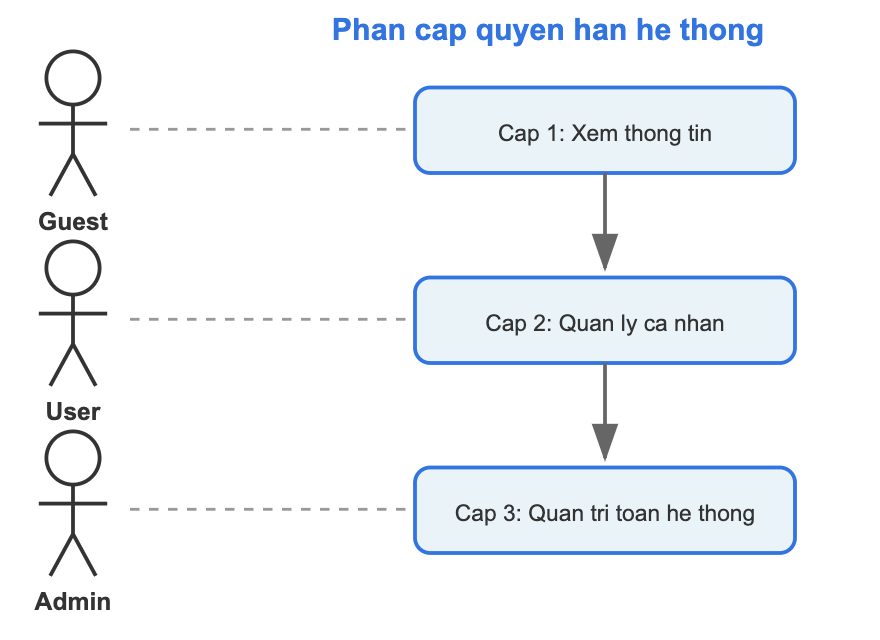 Phan cap quyen han he thong
Cap 1: Xem thong tin
Guest
Cap 2: Quan ly ca nhan
User
Cap 3: Quan tri toan he thong
Admin